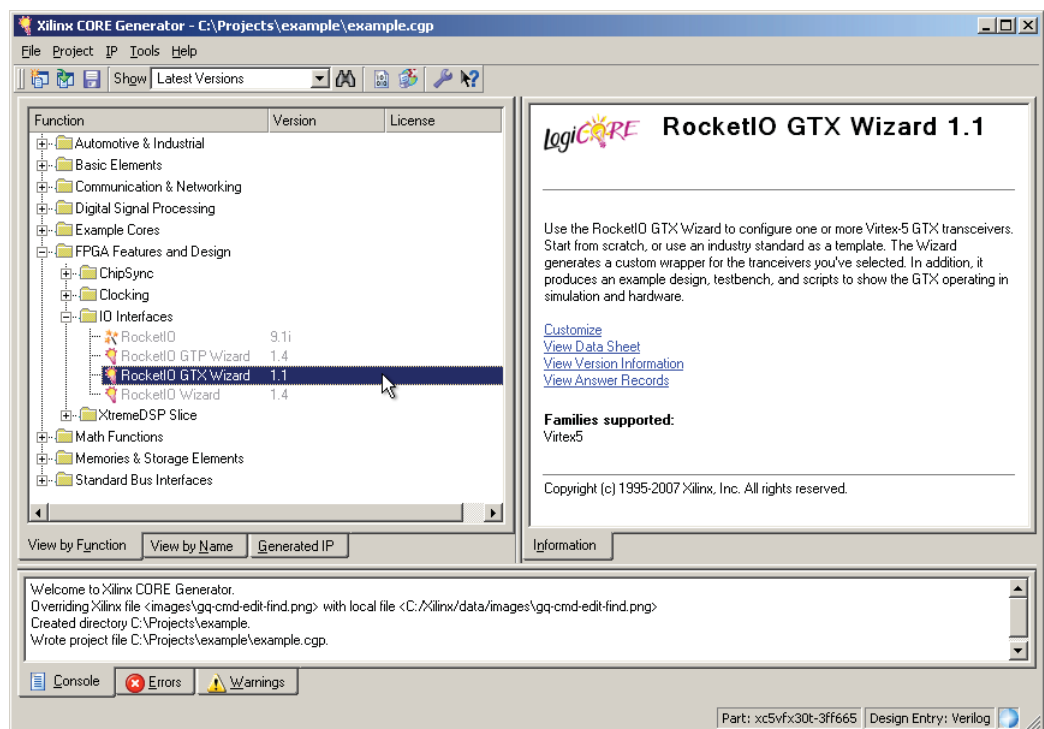 Xilinx CORE Generator - C:\Projects\example\example.cgp
File Project IP Tools Help
Show Latest Versions
Function Version License
Automotive & Industrial
Basic Elements
Communication & Networking
Digital Signal Processing
Example Cores
FPGA Features and Design
ChipSync
Clocking
IO Interfaces
RocketIO 9.1i
RocketIO GTP Wizard 1.4
RocketIO GTX Wizard 1.1
RocketIO Wizard 1.4
XtremeDSP Slice
Math Functions
Memories & Storage Elements
Standard Bus Interfaces
View by Function View by Name Generated IP
LogiCORE RocketIO GTX Wizard 1.1
Use the RocketIO GTX Wizard to configure one or more Virtex-5 GTX transceivers.
Start from scratch, or use an industry standard as a template. The Wizard
generates a custom wrapper for the tranceivers you've selected. In addition, it
produces an example design, testbench, and scripts to show the GTX operating in
simulation and hardware.
Customize
View Data Sheet
View Version Information
View Answer Records
Families supported:
Virtex5
Copyright (c) 1995-2007 Xilinx, Inc. All rights reserved.
Information
Welcome to Xilinx CORE Generator.
Overriding Xilinx file <images\gq-cmd-edit-find.png> with local file <C:/Xilinx/data/images\gq-cmd-edit-find.png>
Created directory C:\Projects\example.
Wrote project file C:\Projects\example\example.cgp.
Console Errors Warnings
Part: xc5vfx30t-3ff665 Design Entry: Verilog